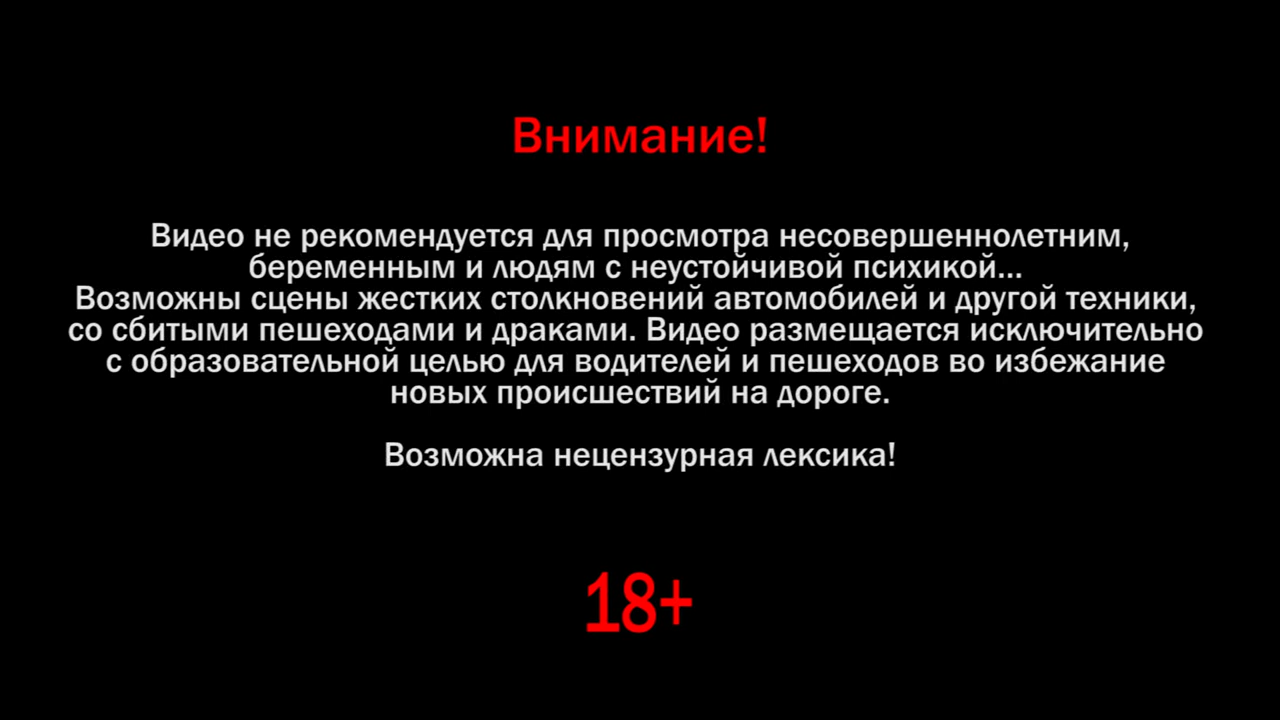 Внимание!
Видео не рекомендуется для просмотра несовершеннолетним,
беременным и людям с неустойчивой психикой...
Возможны сцены жестких столкновений автомобилей и другой техники,
со сбитыми пешеходами и драками. Видео размещается исключительно
с образовательной целью для водителей и пешеходов во избежание
новых происшествий на дороге.
Возможна нецензурная лексика!
18+